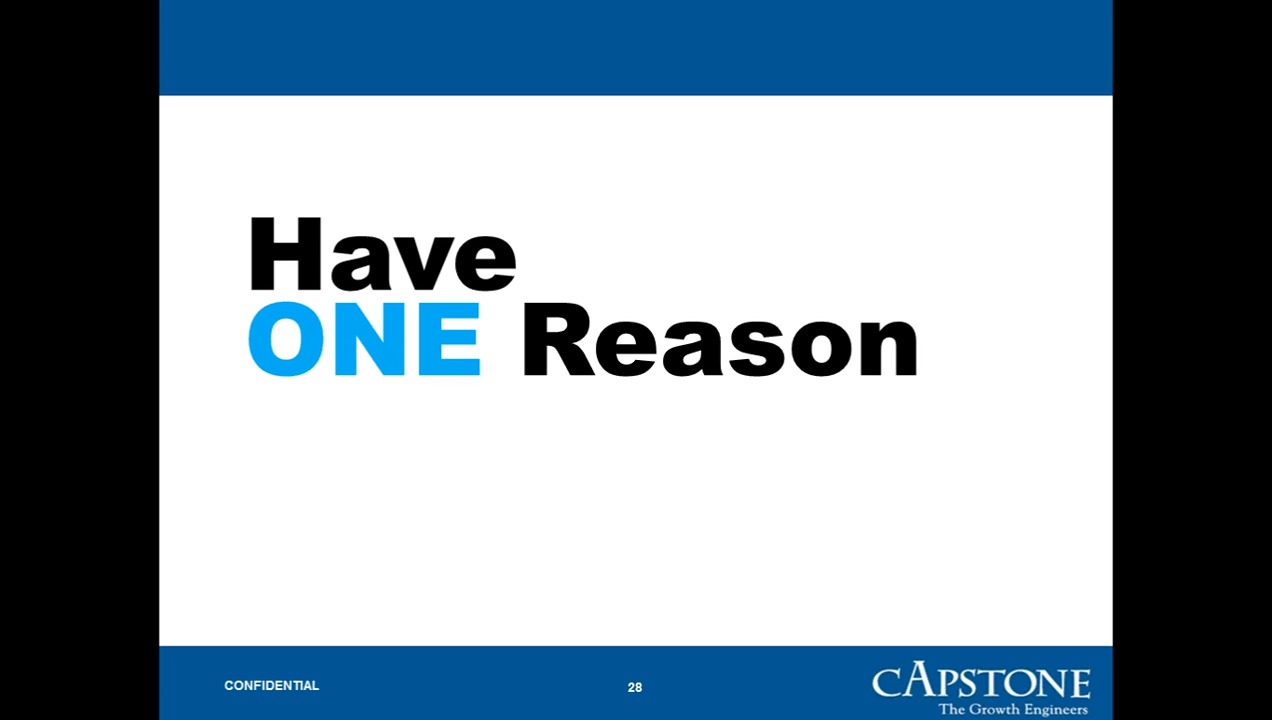 Have
ONE Reason
CONFIDENTIAL
28
CAPSTONE
The Growth Engineers